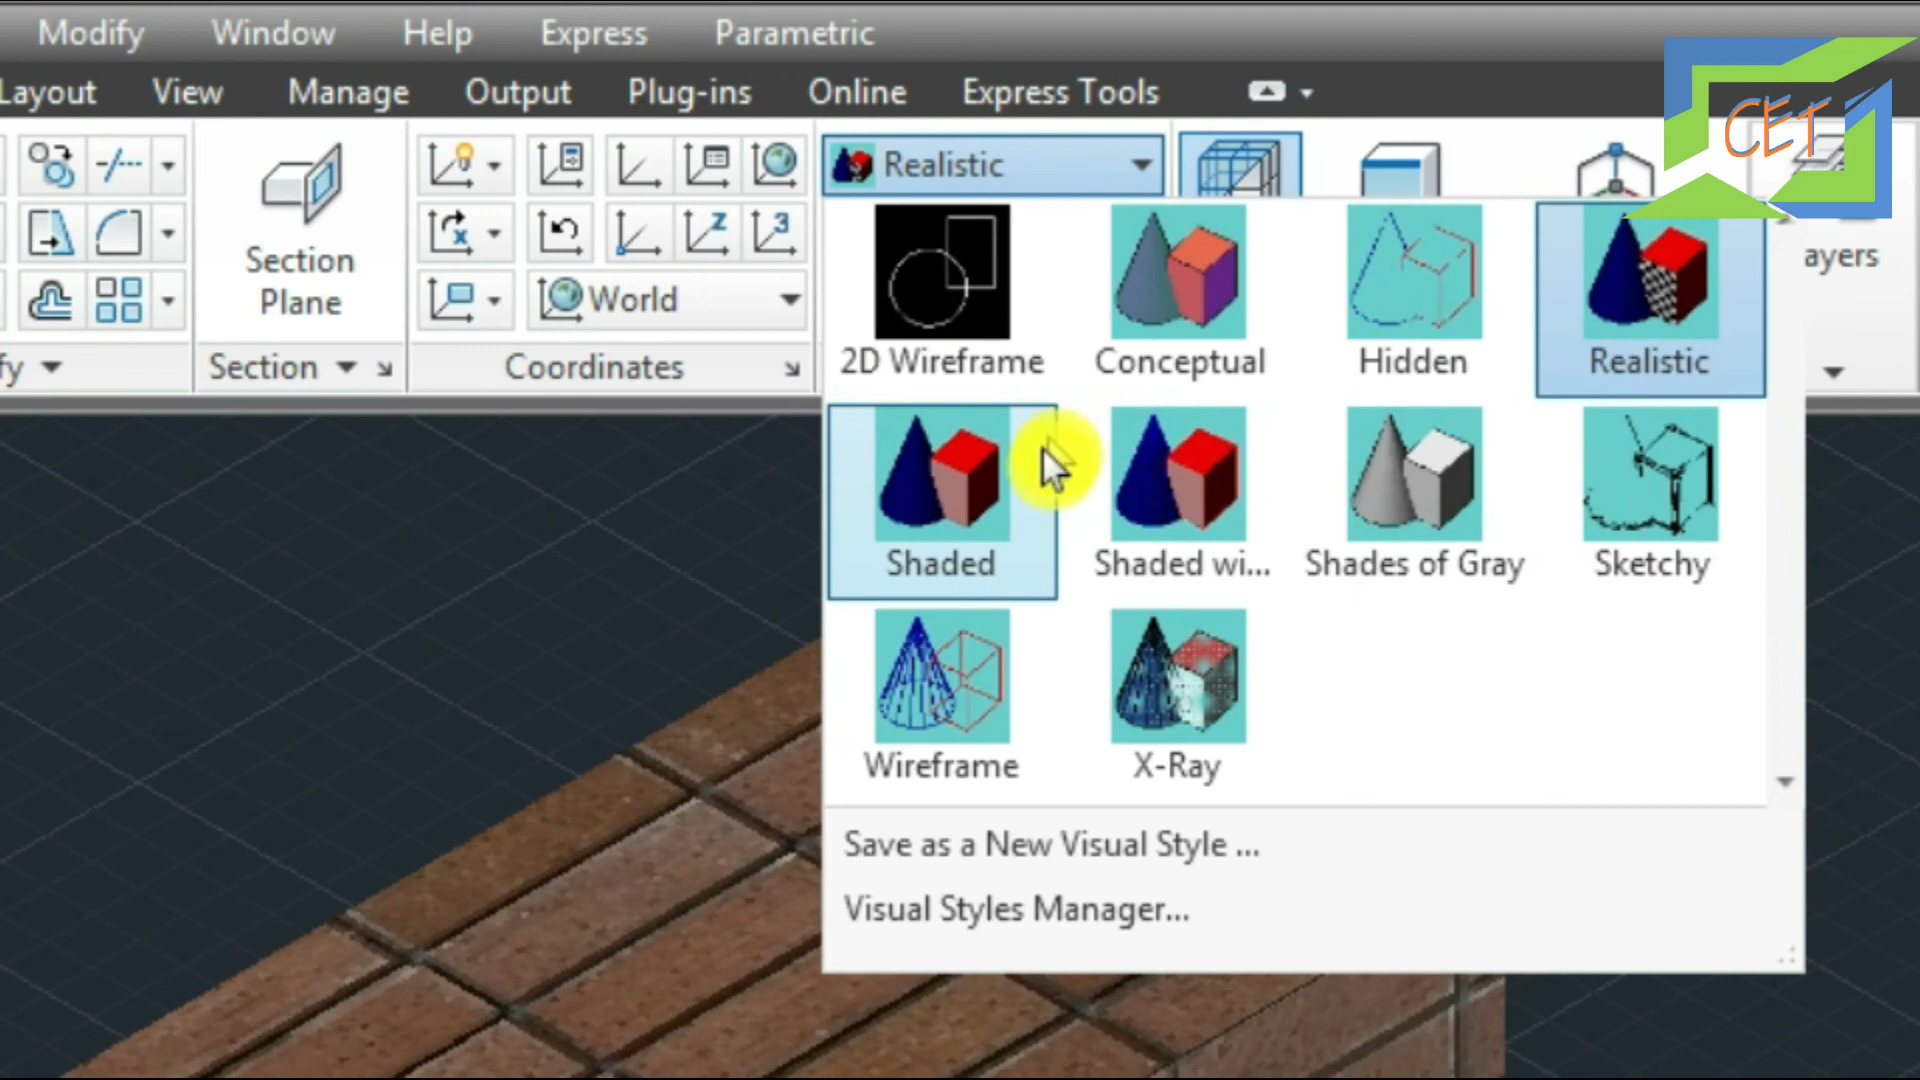 Modify Window Help Express Parametric
Layout View Manage Output Plug-ins Online Express Tools
CET
Realistic
Section
Plane
World
ayers
fy Section Coordinates
2D Wireframe Conceptual Hidden Realistic
Shaded Shaded wi... Shades of Gray Sketchy
Wireframe X-Ray
Save as a New Visual Style ...
Visual Styles Manager...